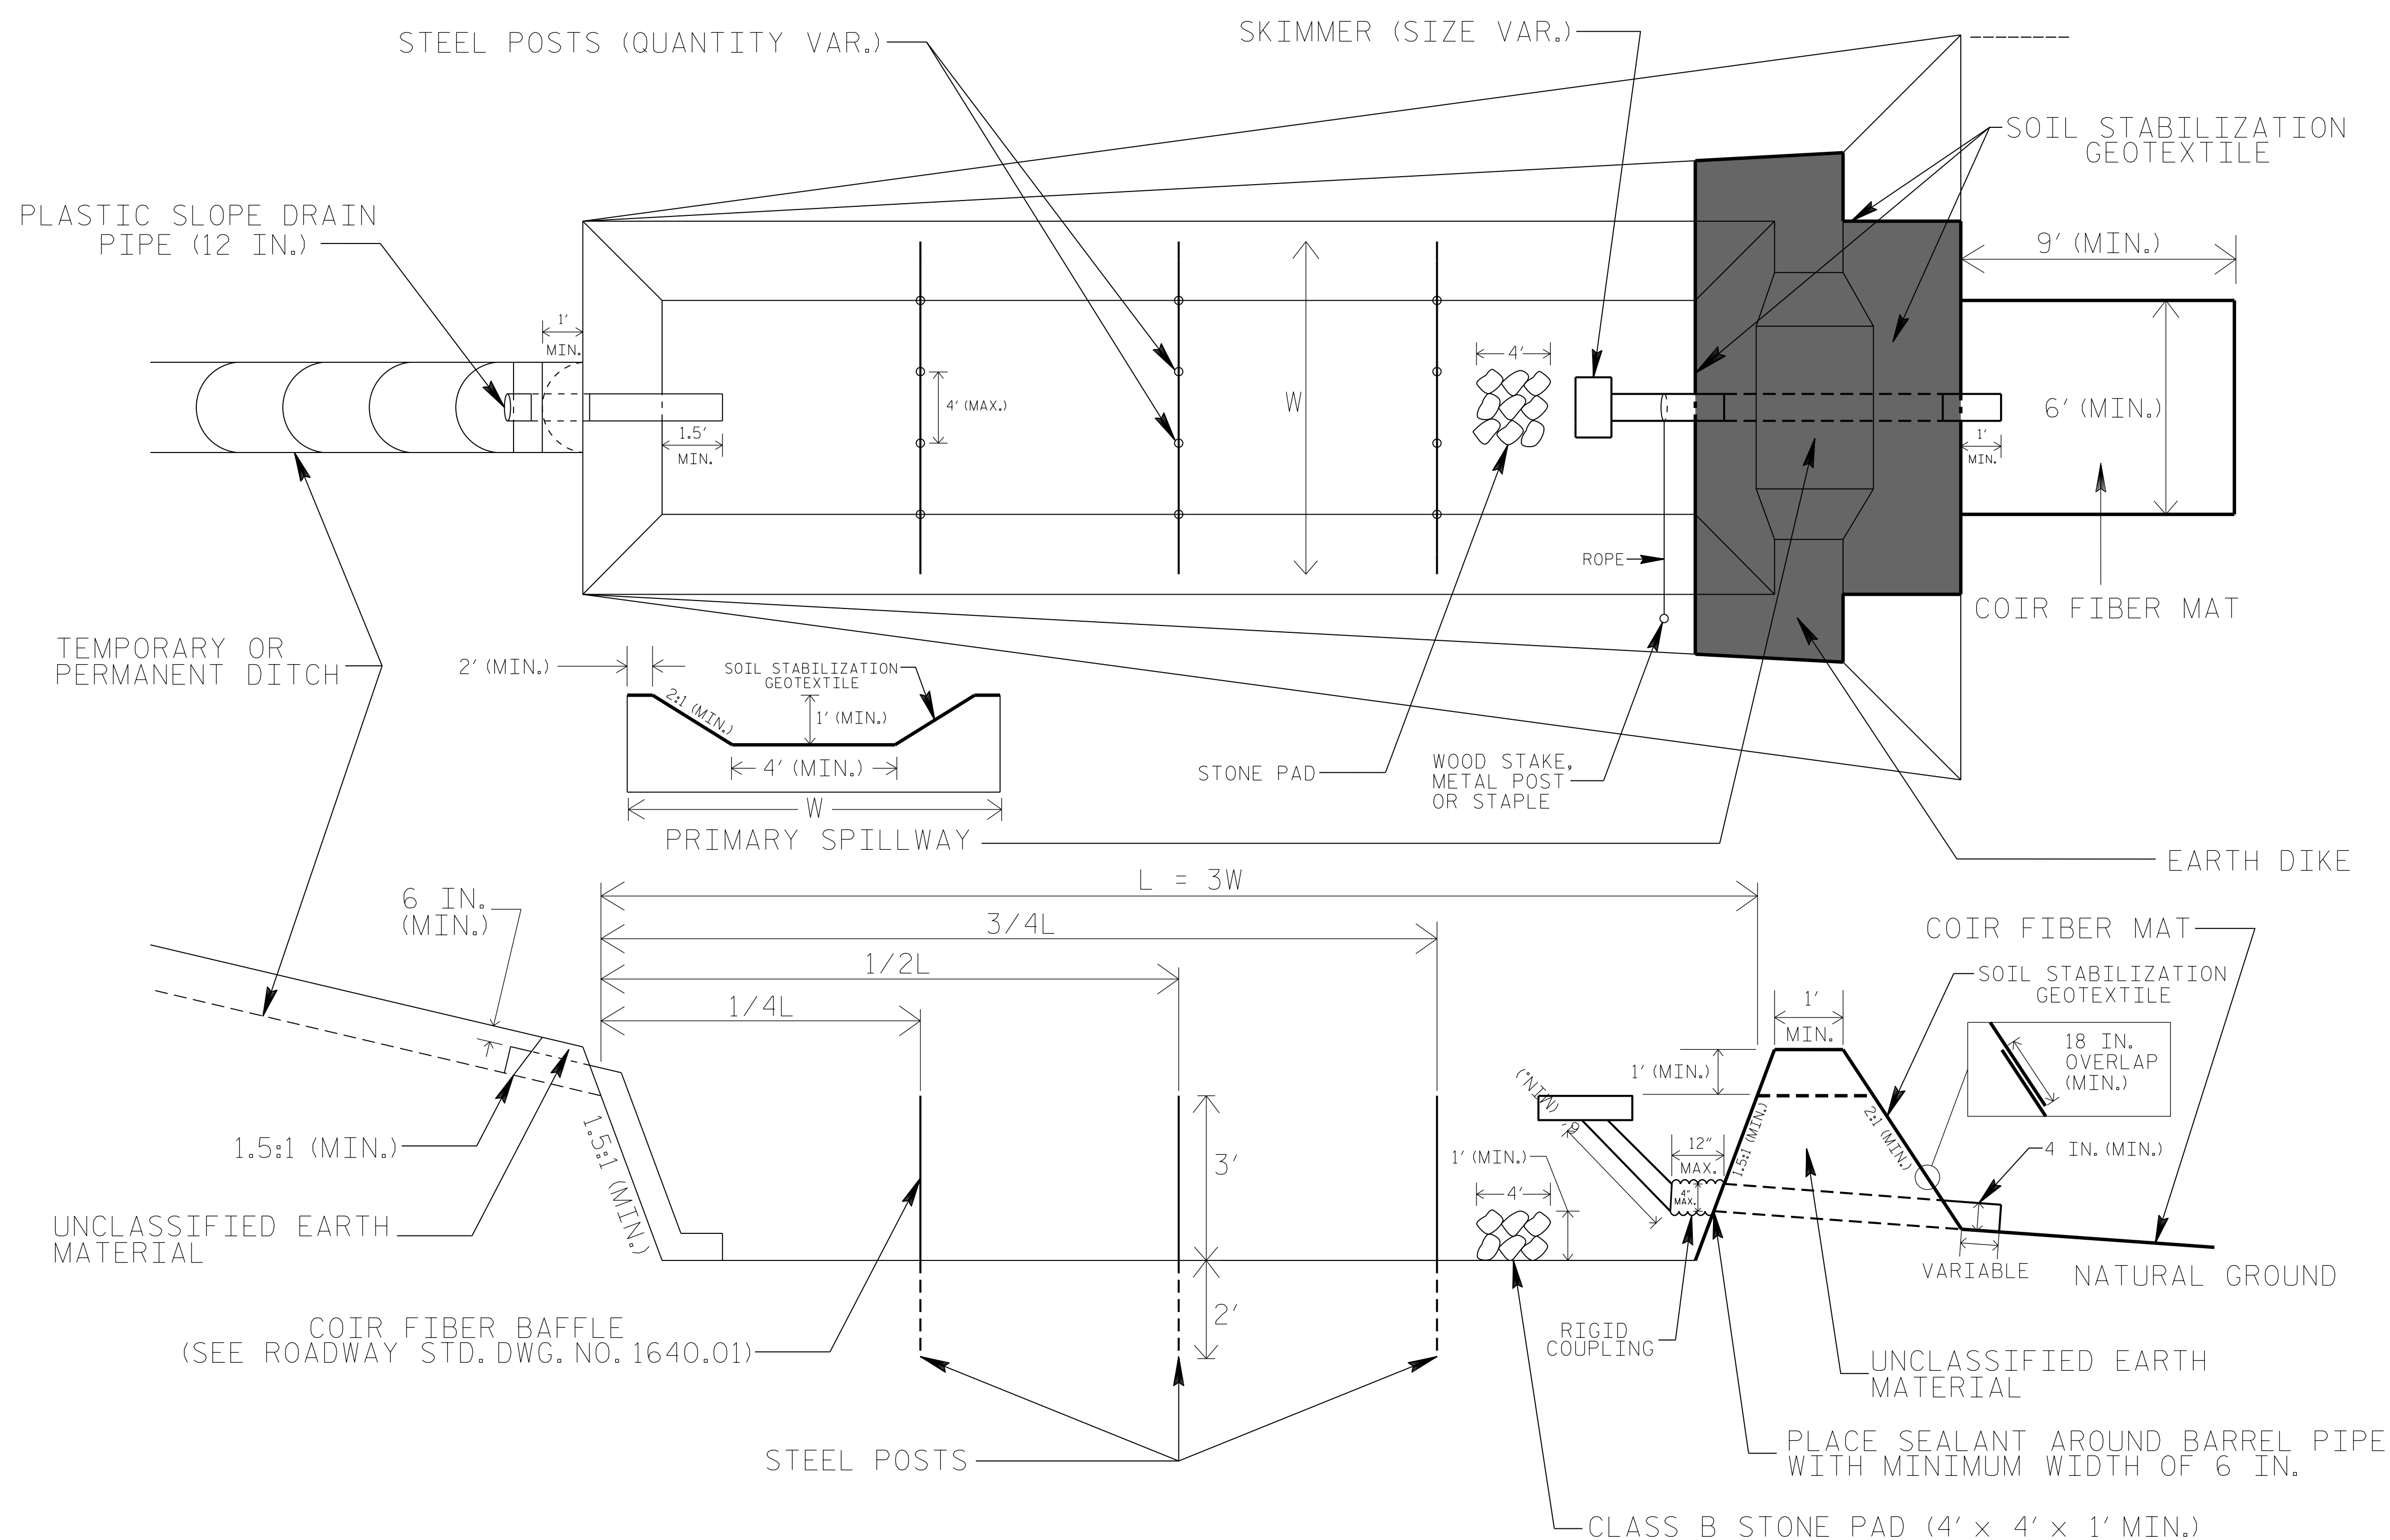 STEEL POSTS (QUANTITY VAR.)
SKIMMER (SIZE VAR.)
SOIL STABILIZATION
GEOTEXTILE
PLASTIC SLOPE DRAIN
PIPE (12 IN.)
9' (MIN.)
1'
MIN.
4'
4' (MAX.)
W
1.5'
MIN.
6' (MIN.)
1'
MIN.
ROPE
COIR FIBER MAT
TEMPORARY OR
PERMANENT DITCH
2' (MIN.)
SOIL STABILIZATION
GEOTEXTILE
2:1 (MIN.)
1' (MIN.)
4' (MIN.)
W
PRIMARY SPILLWAY
STONE PAD
WOOD STAKE,
METAL POST
OR STAPLE
EARTH DIKE
L = 3W
6 IN.
(MIN.)
3/4L
1/2L
1/4L
COIR FIBER MAT
SOIL STABILIZATION
GEOTEXTILE
1'
MIN.
18 IN.
OVERLAP
(MIN.)
1' (MIN.)
(MIN.)
6'
1.5:1 (MIN.)
2:1 (MIN.)
1.5:1 (MIN.)
1.5:1 (MIN.)
12"
MAX.
4"
MAX.
4 IN. (MIN.)
1' (MIN.)
4'
3'
2'
UNCLASSIFIED EARTH
MATERIAL
VARIABLE
NATURAL GROUND
COIR FIBER BAFFLE
(SEE ROADWAY STD. DWG. NO. 1640.01)
RIGID
COUPLING
UNCLASSIFIED EARTH
MATERIAL
STEEL POSTS
PLACE SEALANT AROUND BARREL PIPE
WITH MINIMUM WIDTH OF 6 IN.
CLASS B STONE PAD (4' x 4' x 1' MIN.)